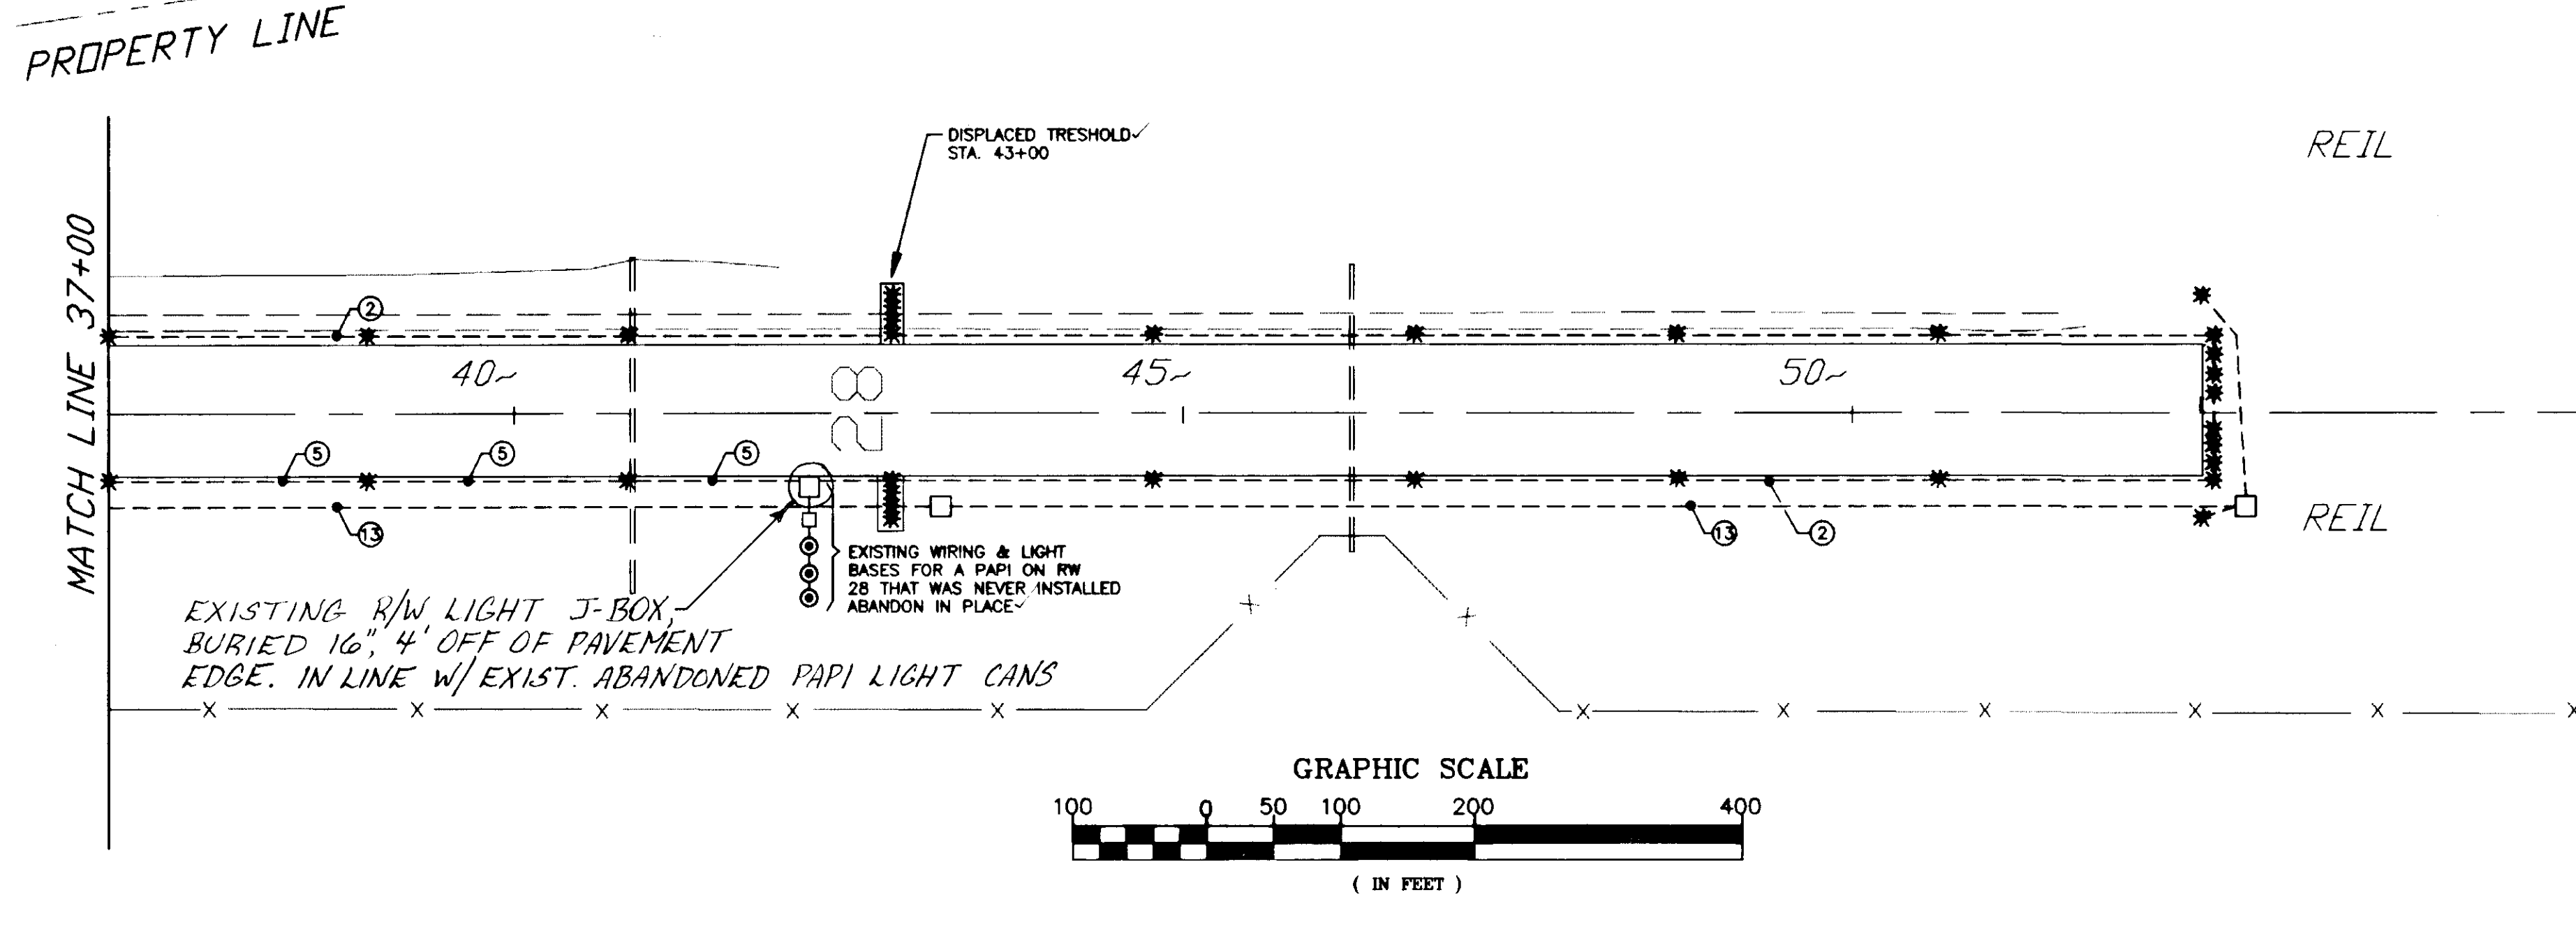 PROPERTY LINE
DISPLACED TRESHOLD✓
STA. 43+00
REIL
MATCH LINE 37+00
2
40~
28
45~
50~
5
5
5
13
13
2
REIL
EXISTING WIRING & LIGHT
BASES FOR A PAPI ON RW
28 THAT WAS NEVER INSTALLED
ABANDON IN PLACE✓
EXISTING R/W LIGHT J-BOX,
BURIED 16", 4' OFF OF PAVEMENT
EDGE. IN LINE W/ EXIST. ABANDONED PAPI LIGHT CANS
GRAPHIC SCALE
100 0 50 100 200 400
( IN FEET )